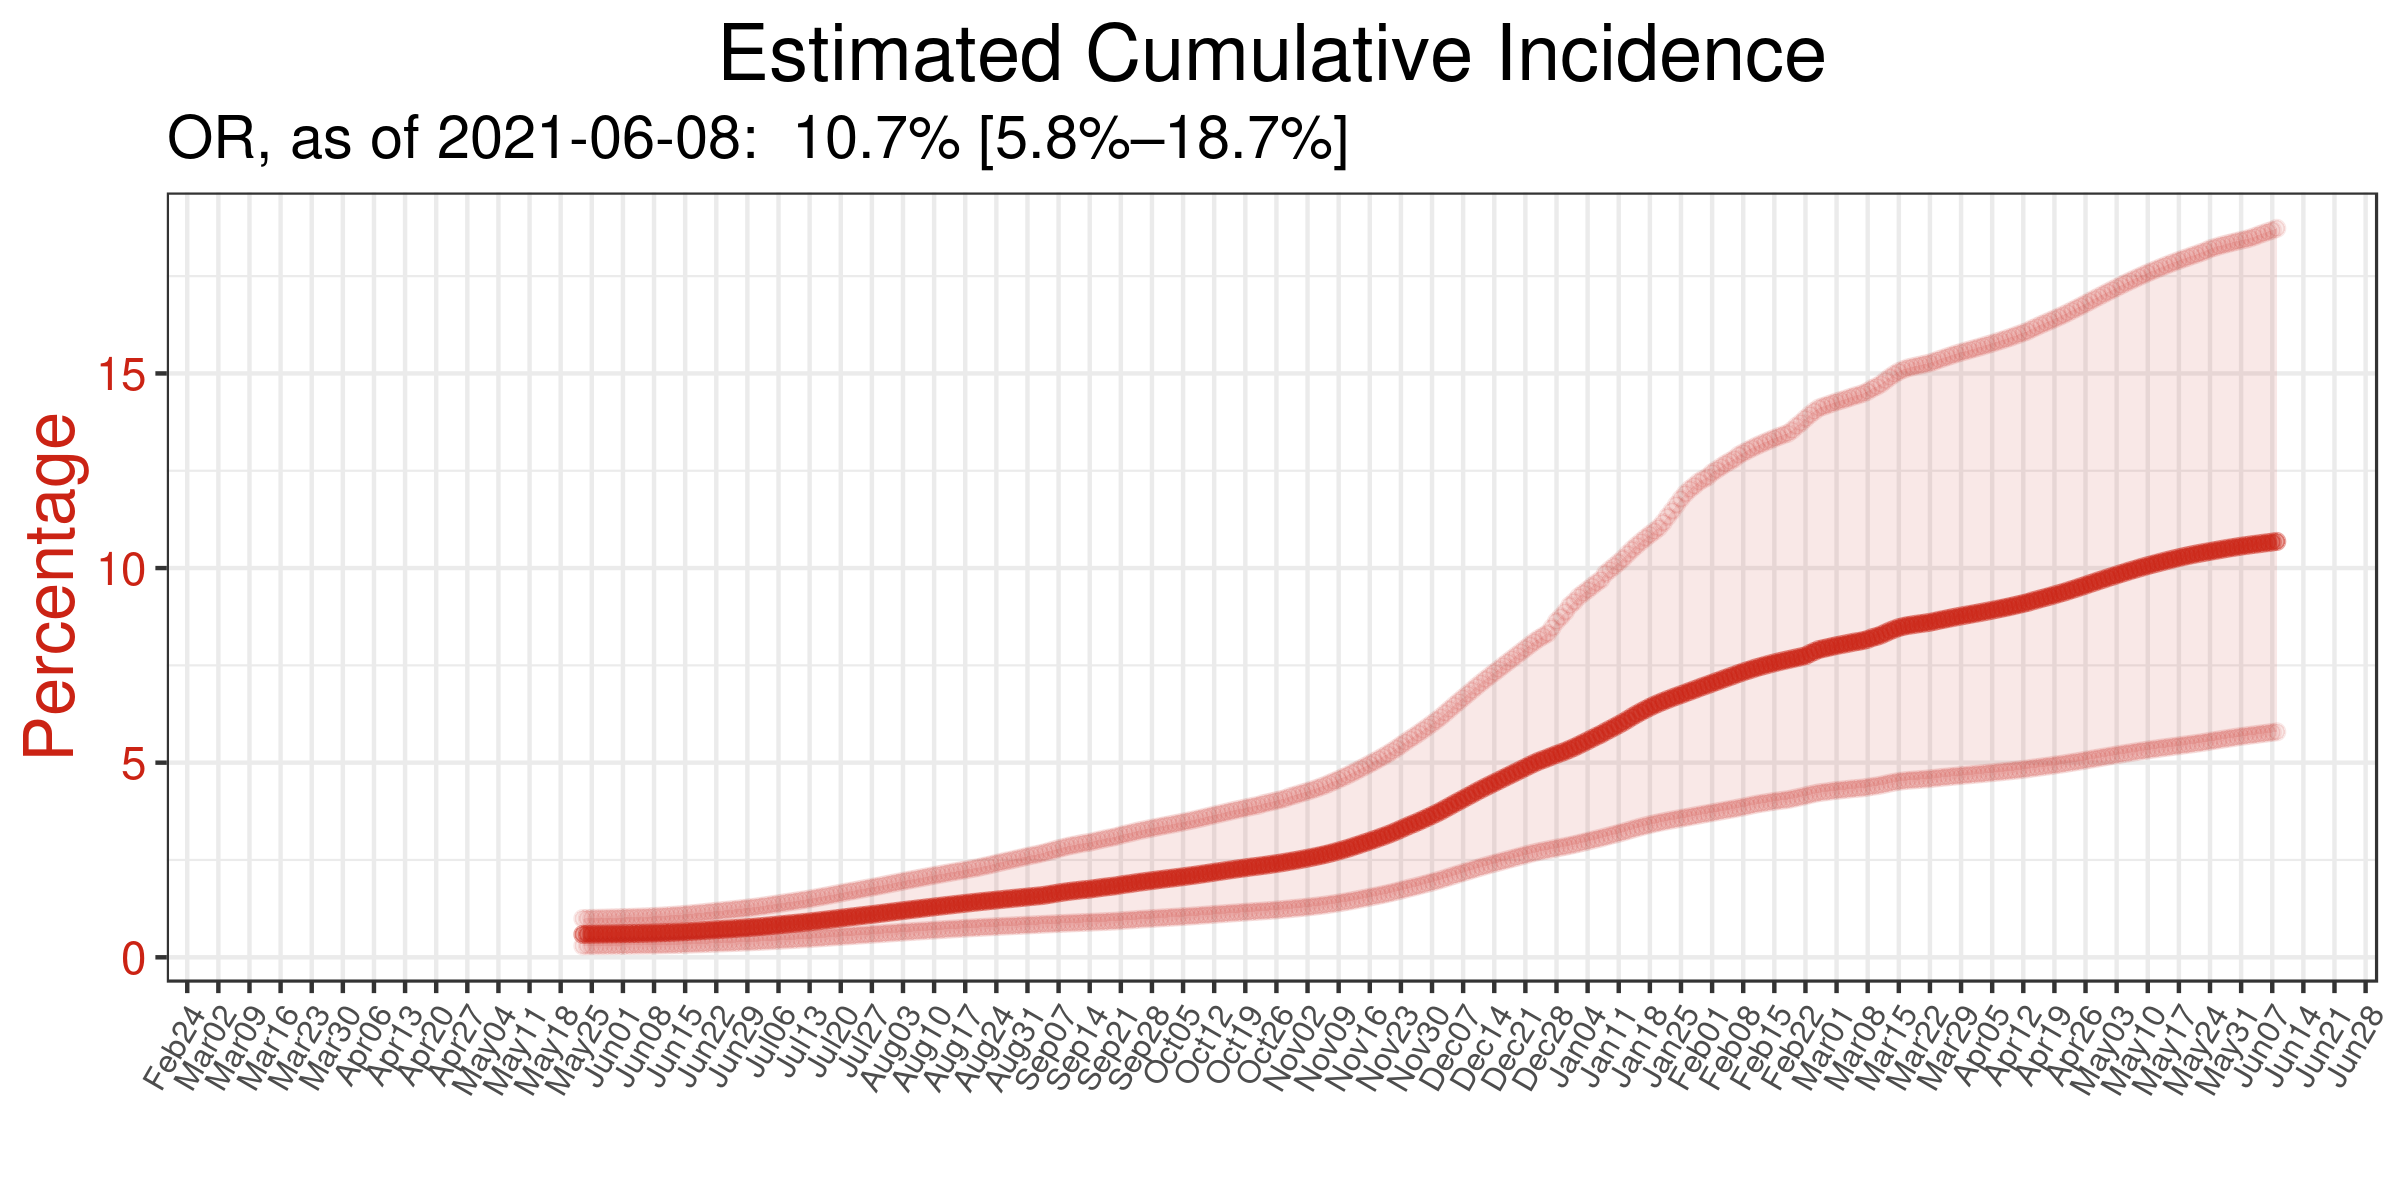 Estimated Cumulative Incidence
OR, as of 2021-06-08:  10.7% [5.8%–18.7%]
Percentage
15
10
5
0
Feb24
Mar02
Mar09
Mar16
Mar23
Mar30
Apr06
Apr13
Apr20
Apr27
May04
May11
May18
May25
Jun01
Jun08
Jun15
Jun22
Jun29
Jul06
Jul13
Jul20
Jul27
Aug03
Aug10
Aug17
Aug24
Aug31
Sep07
Sep14
Sep21
Sep28
Oct05
Oct12
Oct19
Oct26
Nov02
Nov09
Nov16
Nov23
Nov30
Dec07
Dec14
Dec21
Dec28
Jan04
Jan11
Jan18
Jan25
Feb01
Feb08
Feb15
Feb22
Mar01
Mar08
Mar15
Mar22
Mar29
Apr05
Apr12
Apr19
Apr26
May03
May10
May17
May24
May31
Jun07
Jun14
Jun21
Jun28